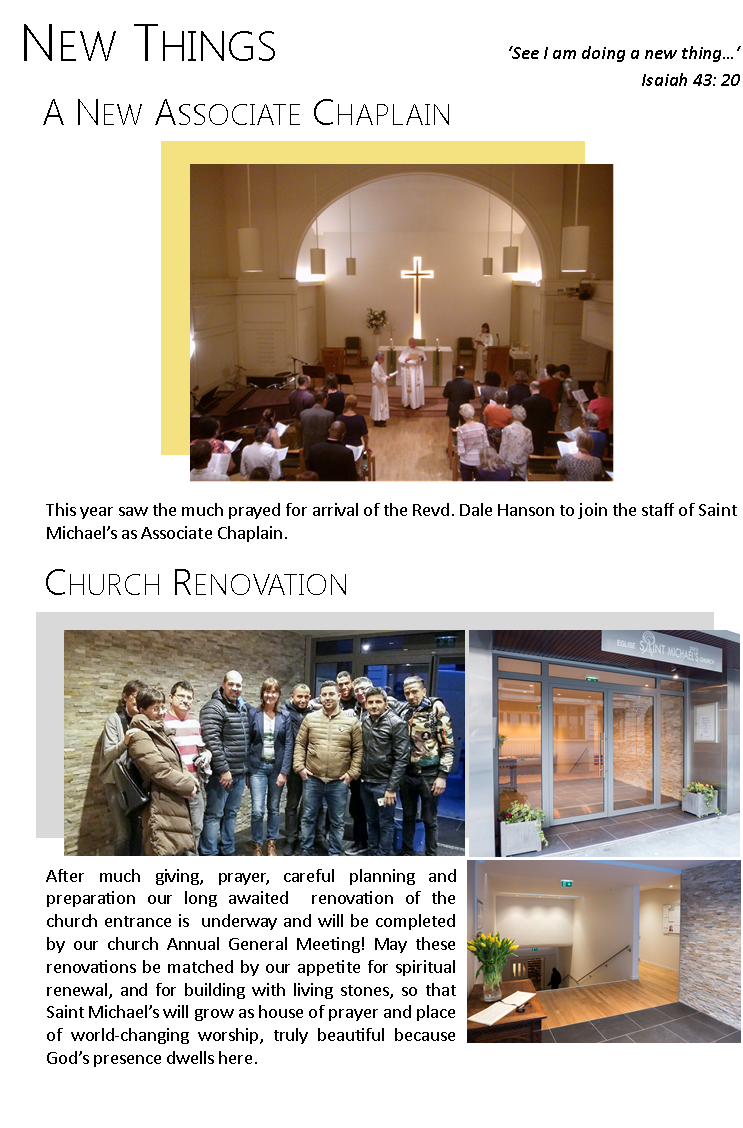 NEW THINGS
‘See I am doing a new thing…’
Isaiah 43: 20
A NEW ASSOCIATE CHAPLAIN
This year saw the much prayed for arrival of the Revd. Dale Hanson to join the staff of Saint
Michael’s as Associate Chaplain.
CHURCH RENOVATION
EGLISE SAINT MICHAEL'S CHURCH
After much giving, prayer, careful planning and
preparation our long awaited renovation of the
church entrance is underway and will be completed
by our church Annual General Meeting! May these
renovations be matched by our appetite for spiritual
renewal, and for building with living stones, so that
Saint Michael’s will grow as house of prayer and place
of world-changing worship, truly beautiful because
God’s presence dwells here.